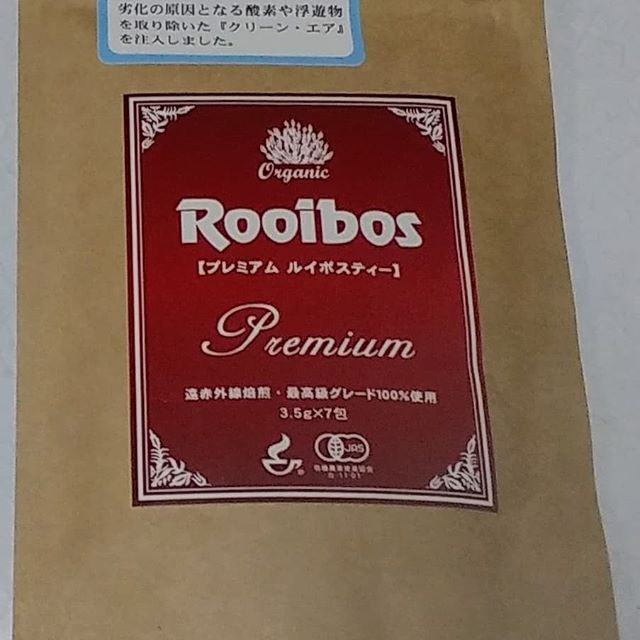 劣化の原因となる酸素や浮遊物
を取り除いた『クリーン・エア』
を注入しました。
Organic
Rooibos
【プレミアム ルイボスティー】
Premium
遠赤外線焙煎・最高級グレード100%使用
3.5g×7包
JAS